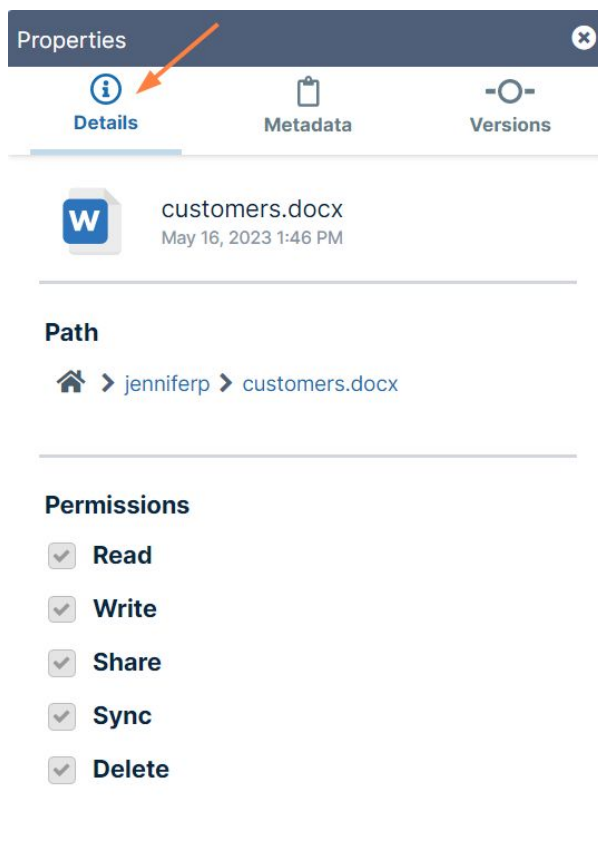 Properties
Details Metadata Versions
W
customers.docx
May 16, 2023 1:46 PM
Path
jenniferp customers.docx
Permissions
Read
Write
Share
Sync
Delete